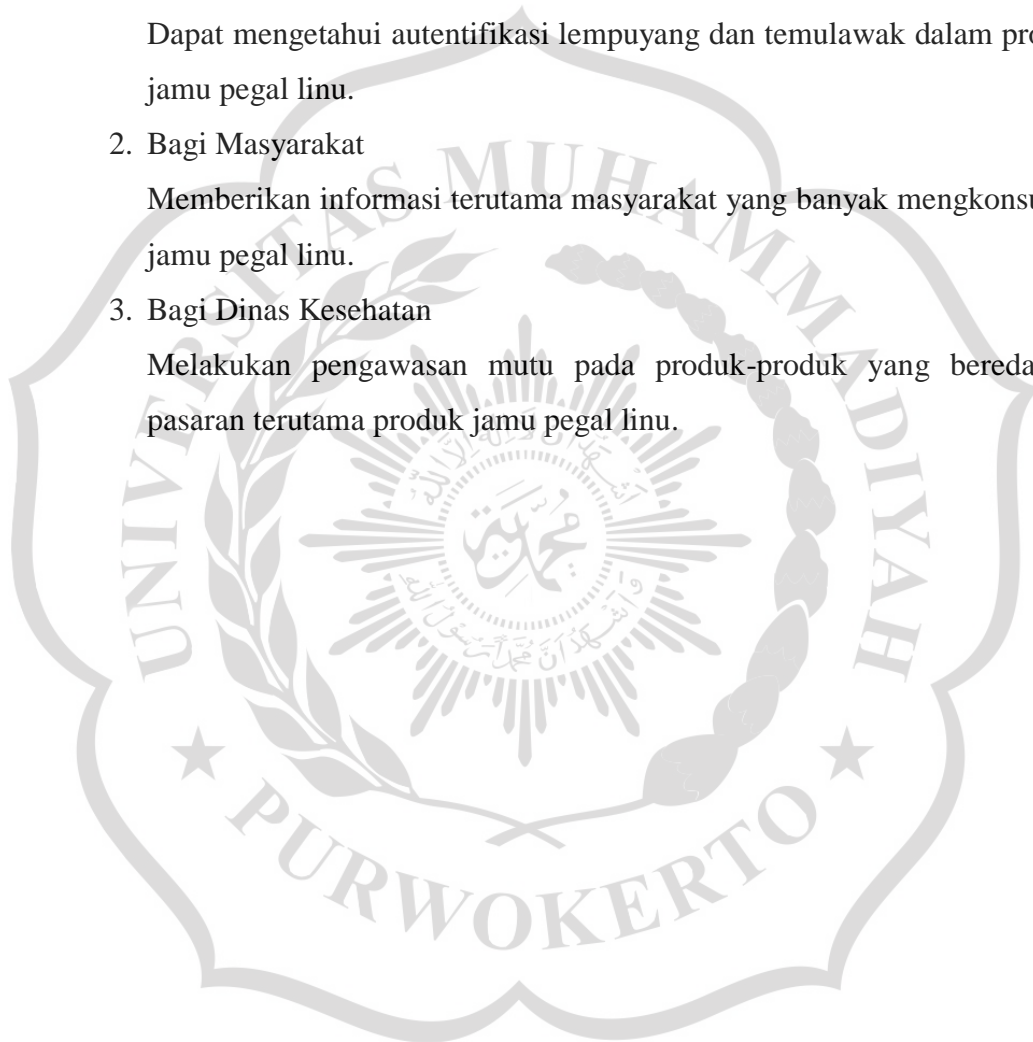 Dapat mengetahui autentifikasi lempuyang dan temulawak dalam pro
jamu pegal linu.
2. Bagi Masyarakat
Memberikan informasi terutama masyarakat yang banyak mengkonsu
jamu pegal linu.
3. Bagi Dinas Kesehatan
Melakukan pengawasan mutu pada produk-produk yang bereda
pasaran terutama produk jamu pegal linu.
UNIVERSITAS MUHAMMADIYAH
PURWOKERTO